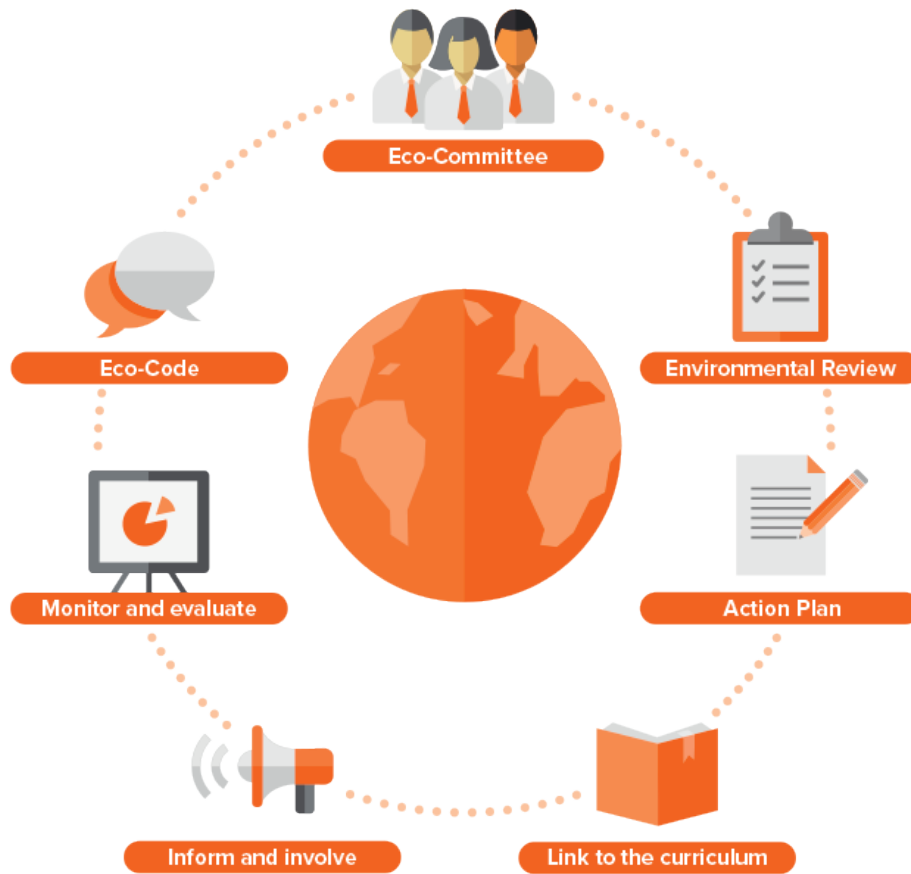 Eco-Committee
Environmental Review
Action Plan
Link to the curriculum
Inform and involve
Monitor and evaluate
Eco-Code